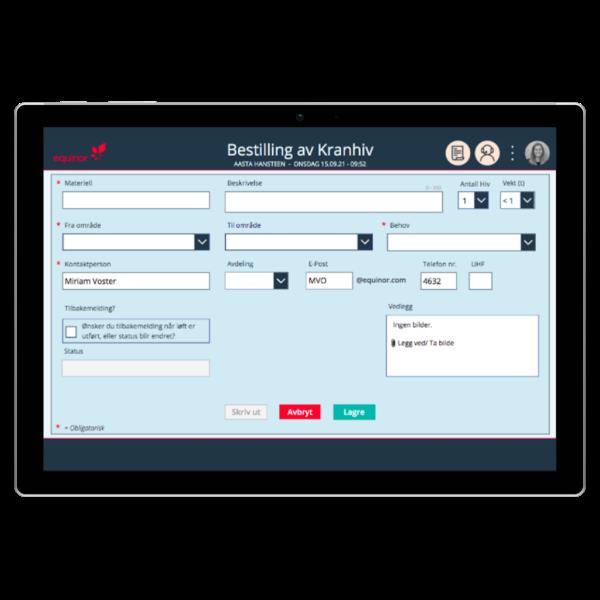 equinor
Bestilling av Kranhiv
AASTA HANSTEEN - ONSDAG 15.09.21 - 09:52
* Materiell
Beskrivelse
Antall Hiv
Vekt (t)
1
< 1
* Fra område
Til område
* Behov
* Kontaktperson
Avdeling
E-Post
Telefon nr.
UHF
Miriam Voster
MVO
@equinor.com
4632
Tilbakemelding?
Vedlegg
Ønsker du tilbakemelding når løft er
utført, eller status blir endret?
Ingen bilder.
Legg ved/ Ta bilde
Status
Skriv ut
Avbryt
Lagre
* = Obligatorisk